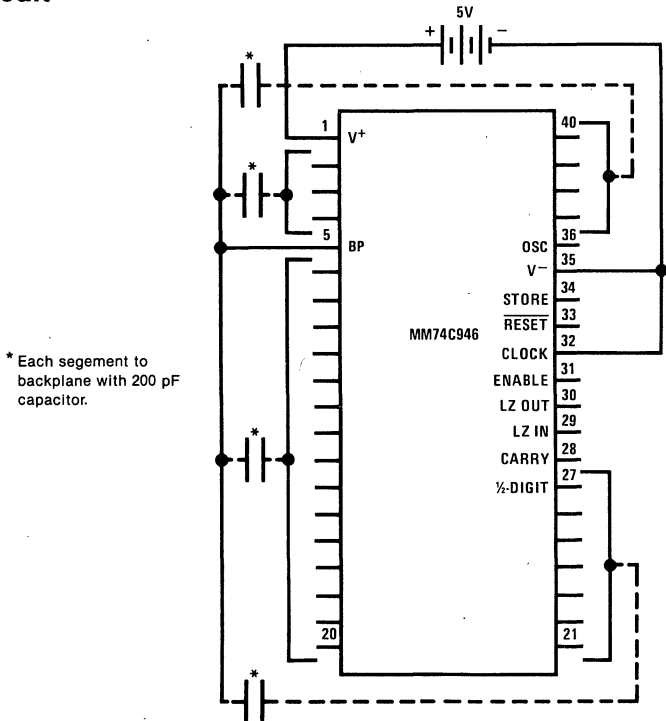 5V
+ −
*
1 V+ 40
*
5 BP 36
OSC
35
V−
34
STORE
33
RESET
MM74C946
32
CLOCK
* Each segement to
backplane with 200 pF
capacitor.
31
ENABLE
30
LZ OUT
29
LZ IN
*
28
CARRY
27
½-DIGIT
20 21
*